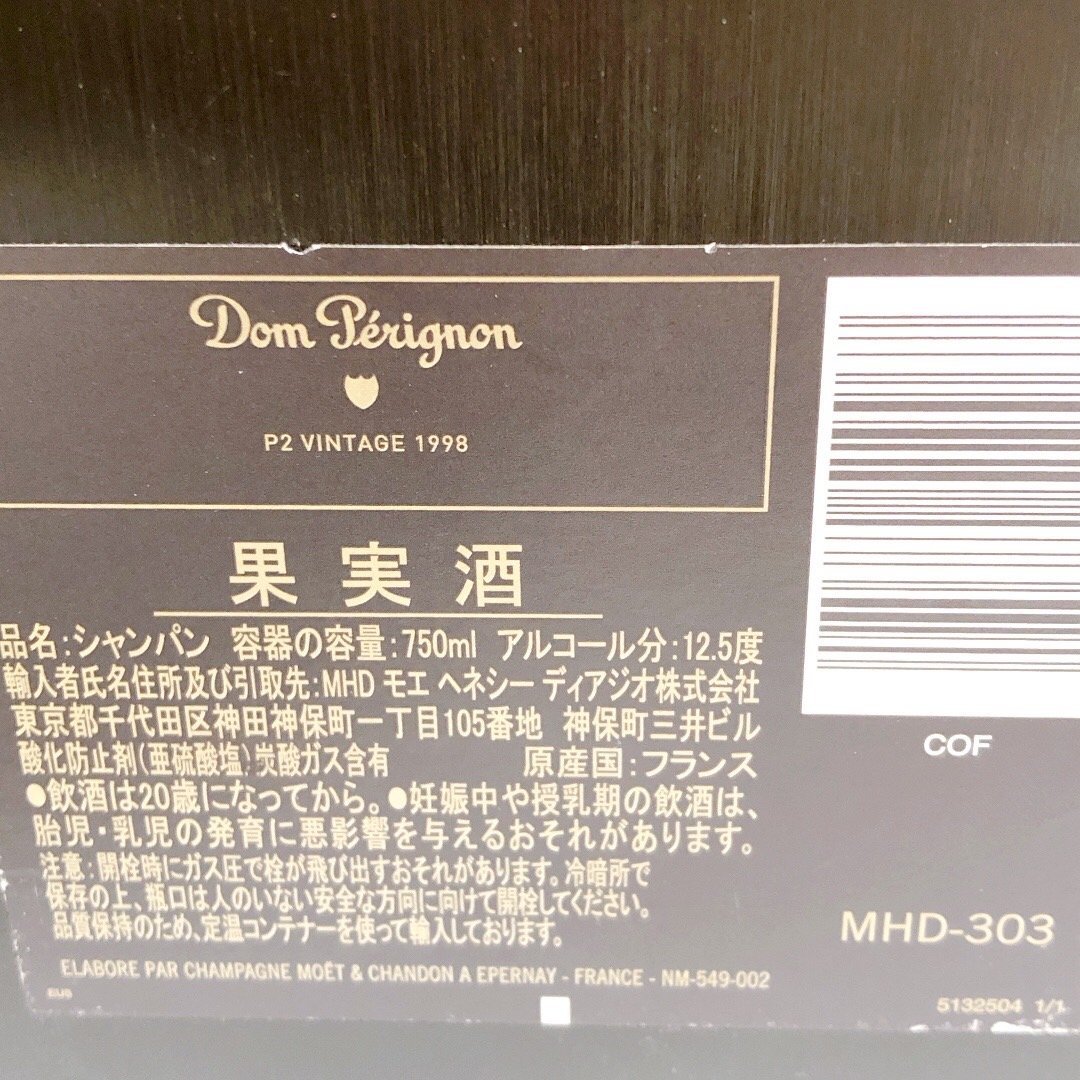 Dom Pérignon
P2 VINTAGE 1998
果実酒
品名:シャンパン 容器の容量:750ml アルコール分:12.5度
輸入者氏名住所及び引取先:MHD モエ ヘネシー ディアジオ株式会社
東京都千代田区神田神保町一丁目105番地 神保町三井ビル
酸化防止剤(亜硫酸塩)炭酸ガス含有 原産国:フランス
●飲酒は20歳になってから。●妊娠中や授乳期の飲酒は、
胎児・乳児の発育に悪影響を与えるおそれがあります。
注意:開栓時にガス圧で栓が飛び出すおそれがあります。冷暗所で
保存の上、瓶口は人のいない安全な方向に向けて開栓してください。
品質保持のため、定温コンテナーを使って輸入しております。
ELABORE PAR CHAMPAGNE MOËT & CHANDON A EPERNAY - FRANCE - NM-549-002
COF
MHD-303
5132504 1/1